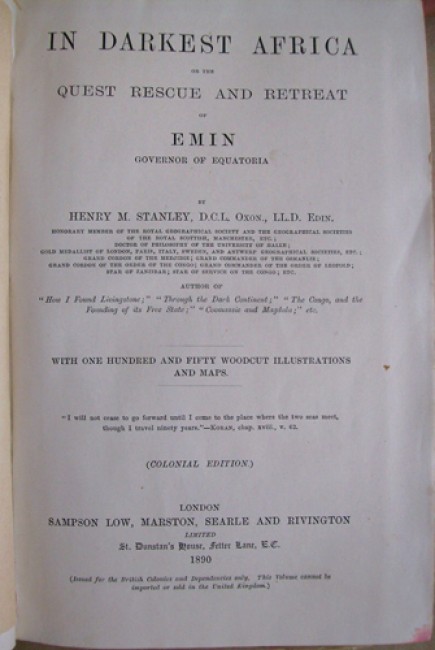 IN DARKEST AFRICA
OR THE
QUEST RESCUE AND RETREAT
OF
EMIN
GOVERNOR OF EQUATORIA
BY
HENRY M. STANLEY, D.C.L. OXON., LL.D. EDIN.
HONORARY MEMBER OF THE ROYAL GEOGRAPHICAL SOCIETY AND THE GEOGRAPHICAL SOCIETIES
OF THE ROYAL SCOTTISH, MANCHESTER, ETC.;
DOCTOR OF PHILOSOPHY OF THE UNIVERSITY OF HALLE;
GOLD MEDALLIST OF LONDON, PARIS, ITALY, SWEDEN, AND ANTWERP GEOGRAPHICAL SOCIETIES, ETC.;
GRAND CORDON OF THE MEDJIDIE; GRAND COMMANDER OF THE OSMANLIE;
GRAND CORDON OF THE ORDER OF THE CONGO; GRAND COMMANDER OF THE ORDER OF LEOPOLD;
STAR OF ZANZIBAR; STAR OF SERVICE ON THE CONGO; ETC.
AUTHOR OF
"How I Found Livingstone;" "Through the Dark Continent;" "The Congo, and the
Founding of its Free State;" "Coomassie and Magdala;" etc.
WITH ONE HUNDRED AND FIFTY WOODCUT ILLUSTRATIONS
AND MAPS.
"I will not cease to go forward until I come to the place where the two seas meet,
though I travel ninety years."—KORAN, chap. xviii., v. 62.
(COLONIAL EDITION.)
LONDON
SAMPSON LOW, MARSTON, SEARLE AND RIVINGTON
LIMITED
St. Dunstan's House, Fetter Lane, E.C.
1890
(Issued for the British Colonies and Dependencies only. This Volume cannot be
imported or sold in the United Kingdom.)